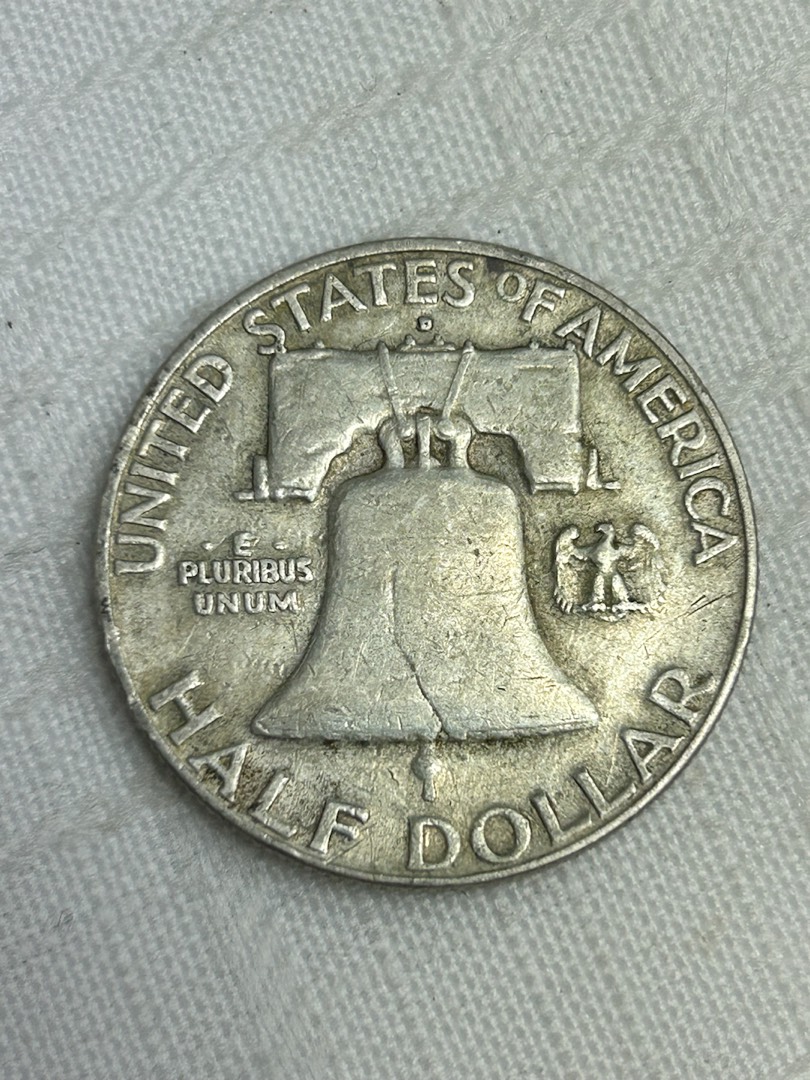 UNITED STATES OF AMERICA
D
· E ·
PLURIBUS
UNUM
HALF DOLLAR